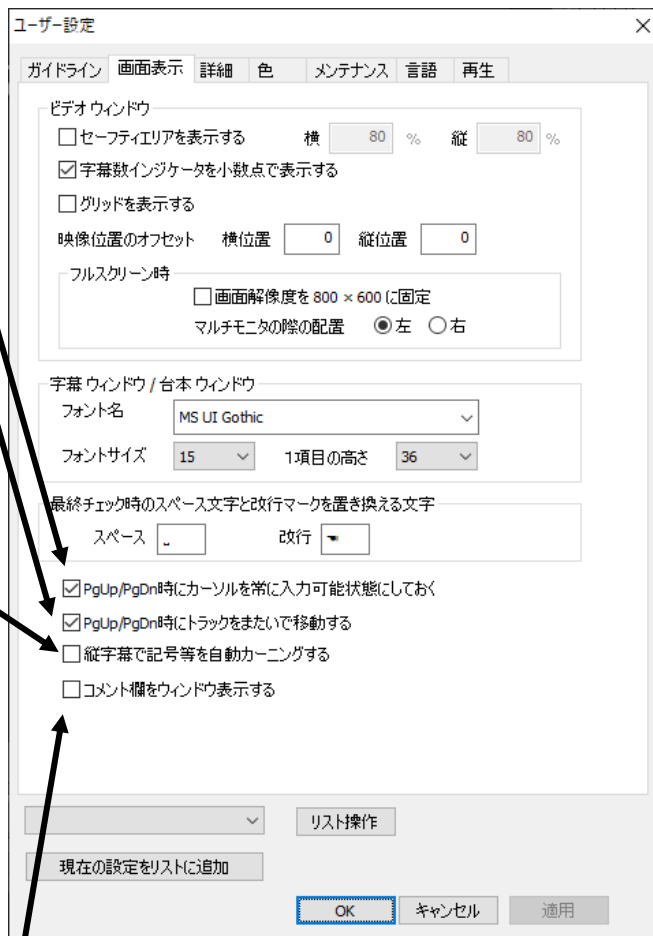 ユーザー設定
ガイドライン 画面表示 詳細 色 メンテナンス 言語 再生
ビデオ ウィンドウ
セーフティエリアを表示する 横 80 % 縦 80 %
字幕数インジケータを小数点で表示する
グリッドを表示する
映像位置のオフセット 横位置 0 縦位置 0
フルスクリーン時
画面解像度を 800 × 600 に固定
マルチモニタの際の配置 左 右
字幕 ウィンドウ / 台本 ウィンドウ
フォント名 MS UI Gothic
フォントサイズ 15 1項目の高さ 36
最終チェック時のスペース文字と改行マークを置き換える文字
スペース ␣ 改行 ☚
PgUp/PgDn時にカーソルを常に入力可能状態にしておく
PgUp/PgDn時にトラックをまたいで移動する
縦字幕で記号等を自動カーニングする
コメント欄をウィンドウ表示する
リスト操作
現在の設定をリストに追加
OK キャンセル 適用